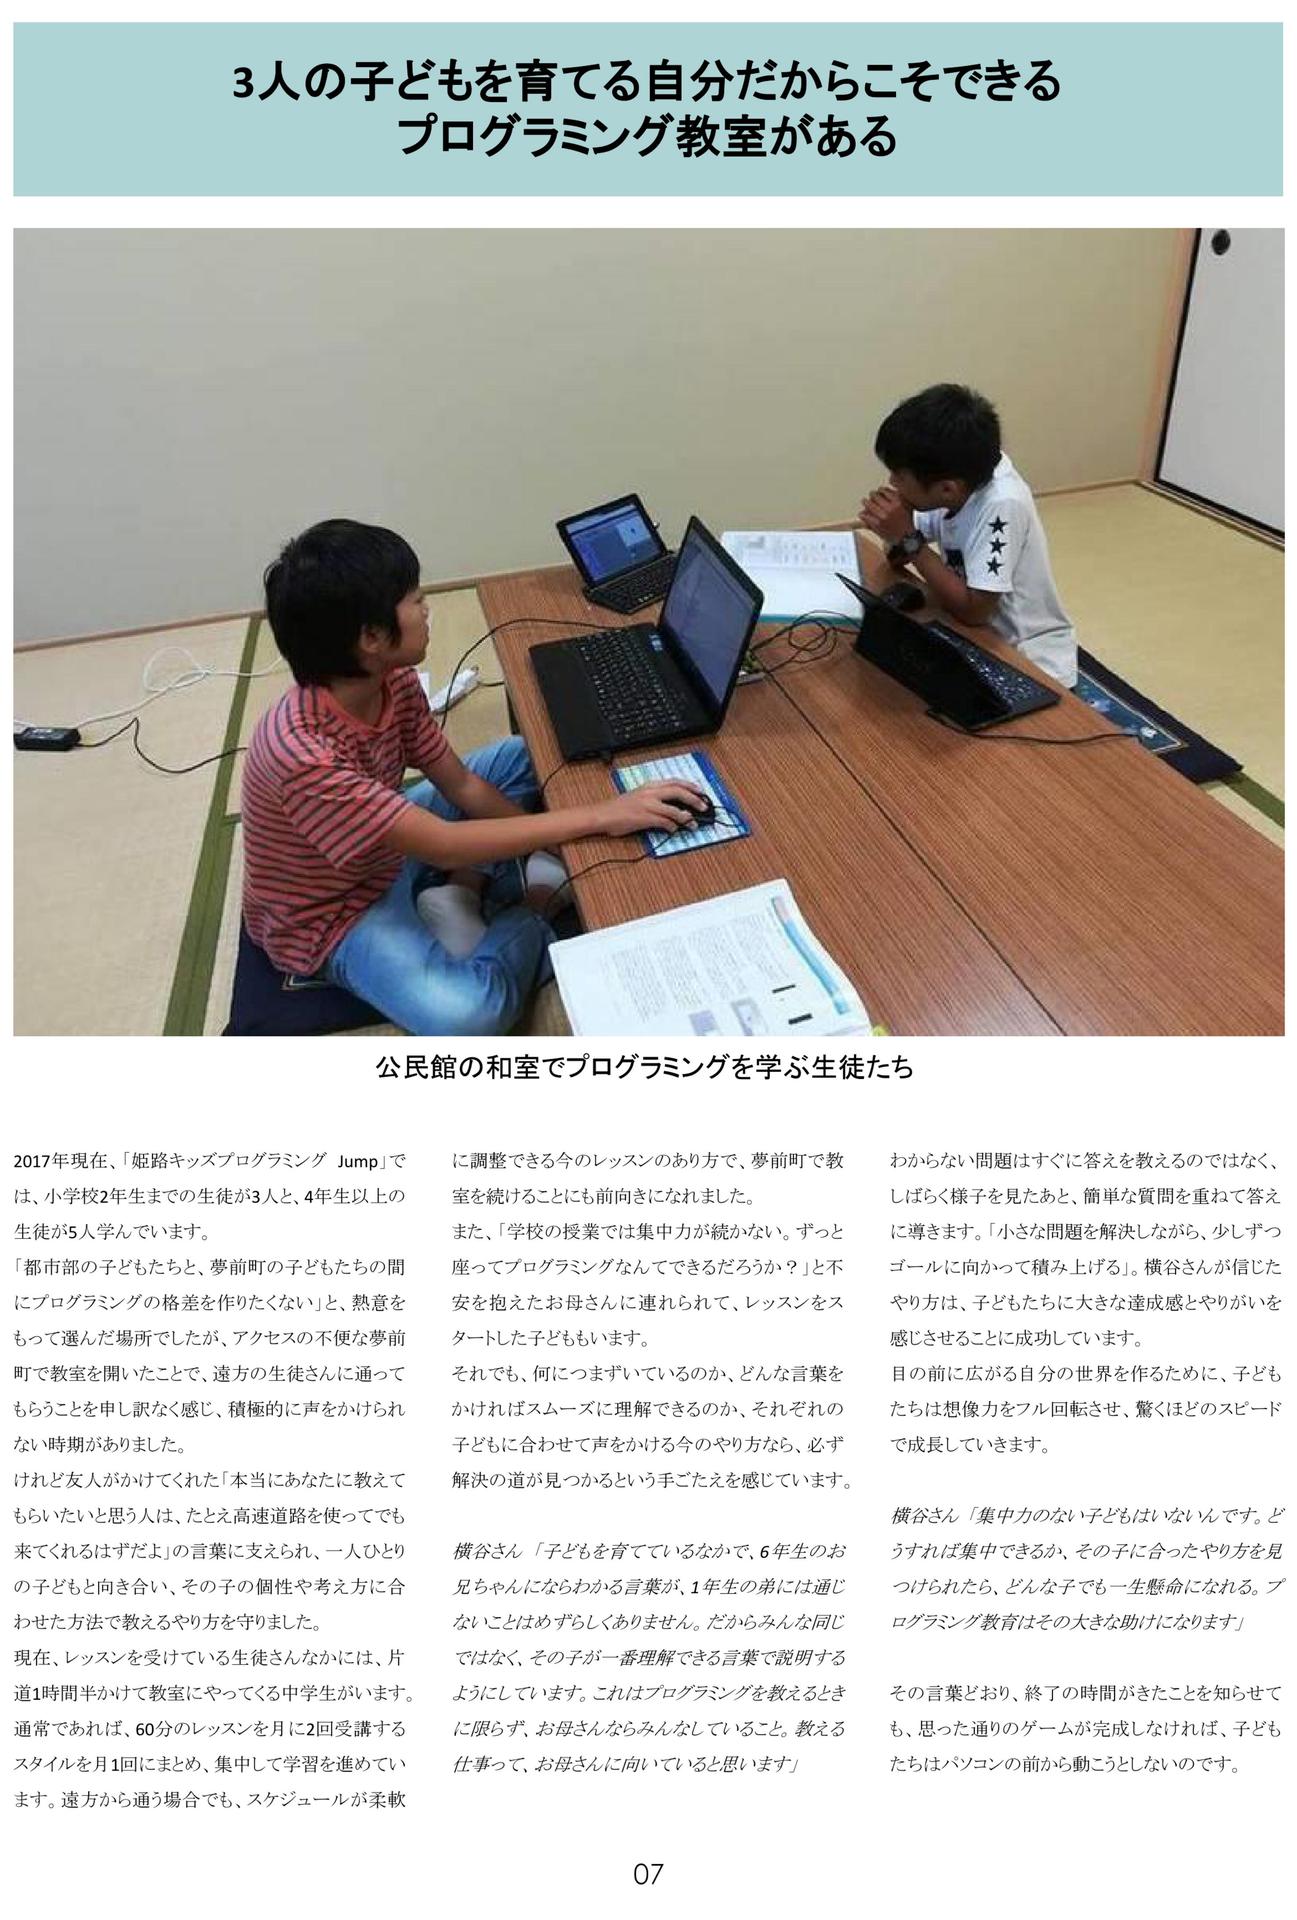 3人の子どもを育てる自分だからこそできる
プログラミング教室がある
公民館の和室でプログラミングを学ぶ生徒たち
2017年現在、「姫路キッズプログラミング Jump」で
は、小学校2年生までの生徒が3人と、4年生以上の
生徒が5人学んでいます。
「都市部の子どもたちと、夢前町の子どもたちの間
にプログラミングの格差を作りたくない」と、熱意を
もって選んだ場所でしたが、アクセスの不便な夢前
町で教室を開いたことで、遠方の生徒さんに通って
もらうことを申し訳なく感じ、積極的に声をかけられ
ない時期がありました。
けれど友人がかけてくれた「本当にあなたに教えて
もらいたいと思う人は、たとえ高速道路を使ってでも
来てくれるはずだよ」の言葉に支えられ、一人ひとり
の子どもと向き合い、その子の個性や考え方に合
わせた方法で教えるやり方を守りました。
現在、レッスンを受けている生徒さんなかには、片
道1時間半かけて教室にやってくる中学生がいます。
通常であれば、60分のレッスンを月に2回受講する
スタイルを月1回にまとめ、集中して学習を進めてい
ます。遠方から通う場合でも、スケジュールが柔軟
に調整できる今のレッスンのあり方で、夢前町で教
室を続けることにも前向きになれました。
また、「学校の授業では集中力が続かない。ずっと
座ってプログラミングなんてできるだろうか？」と不
安を抱えたお母さんに連れられて、レッスンをス
タートした子どももいます。
それでも、何につまずいているのか、どんな言葉を
かければスムーズに理解できるのか、それぞれの
子どもに合わせて声をかける今のやり方なら、必ず
解決の道が見つかるという手ごたえを感じています。
横谷さん 「子どもを育てているなかで、6年生のお
兄ちゃんにならわかる言葉が、1年生の弟には通じ
ないことはめずらしくありません。だからみんな同じ
ではなく、その子が一番理解できる言葉で説明する
ようにしています。これはプログラミングを教えるとき
に限らず、お母さんならみんなしていること。教える
仕事って、お母さんに向いていると思います」
わからない問題はすぐに答えを教えるのではなく、
しばらく様子を見たあと、簡単な質問を重ねて答え
に導きます。「小さな問題を解決しながら、少しずつ
ゴールに向かって積み上げる」。横谷さんが信じた
やり方は、子どもたちに大きな達成感とやりがいを
感じさせることに成功しています。
目の前に広がる自分の世界を作るために、子ども
たちは想像力をフル回転させ、驚くほどのスピード
で成長していきます。
横谷さん 「集中力のない子どもはいないんです。ど
うすれば集中できるか、その子に合ったやり方を見
つけられたら、どんな子でも一生懸命になれる。プ
ログラミング教育はその大きな助けになります」
その言葉どおり、終了の時間がきたことを知らせて
も、思った通りのゲームが完成しなければ、子ども
たちはパソコンの前から動こうとしないのです。
07